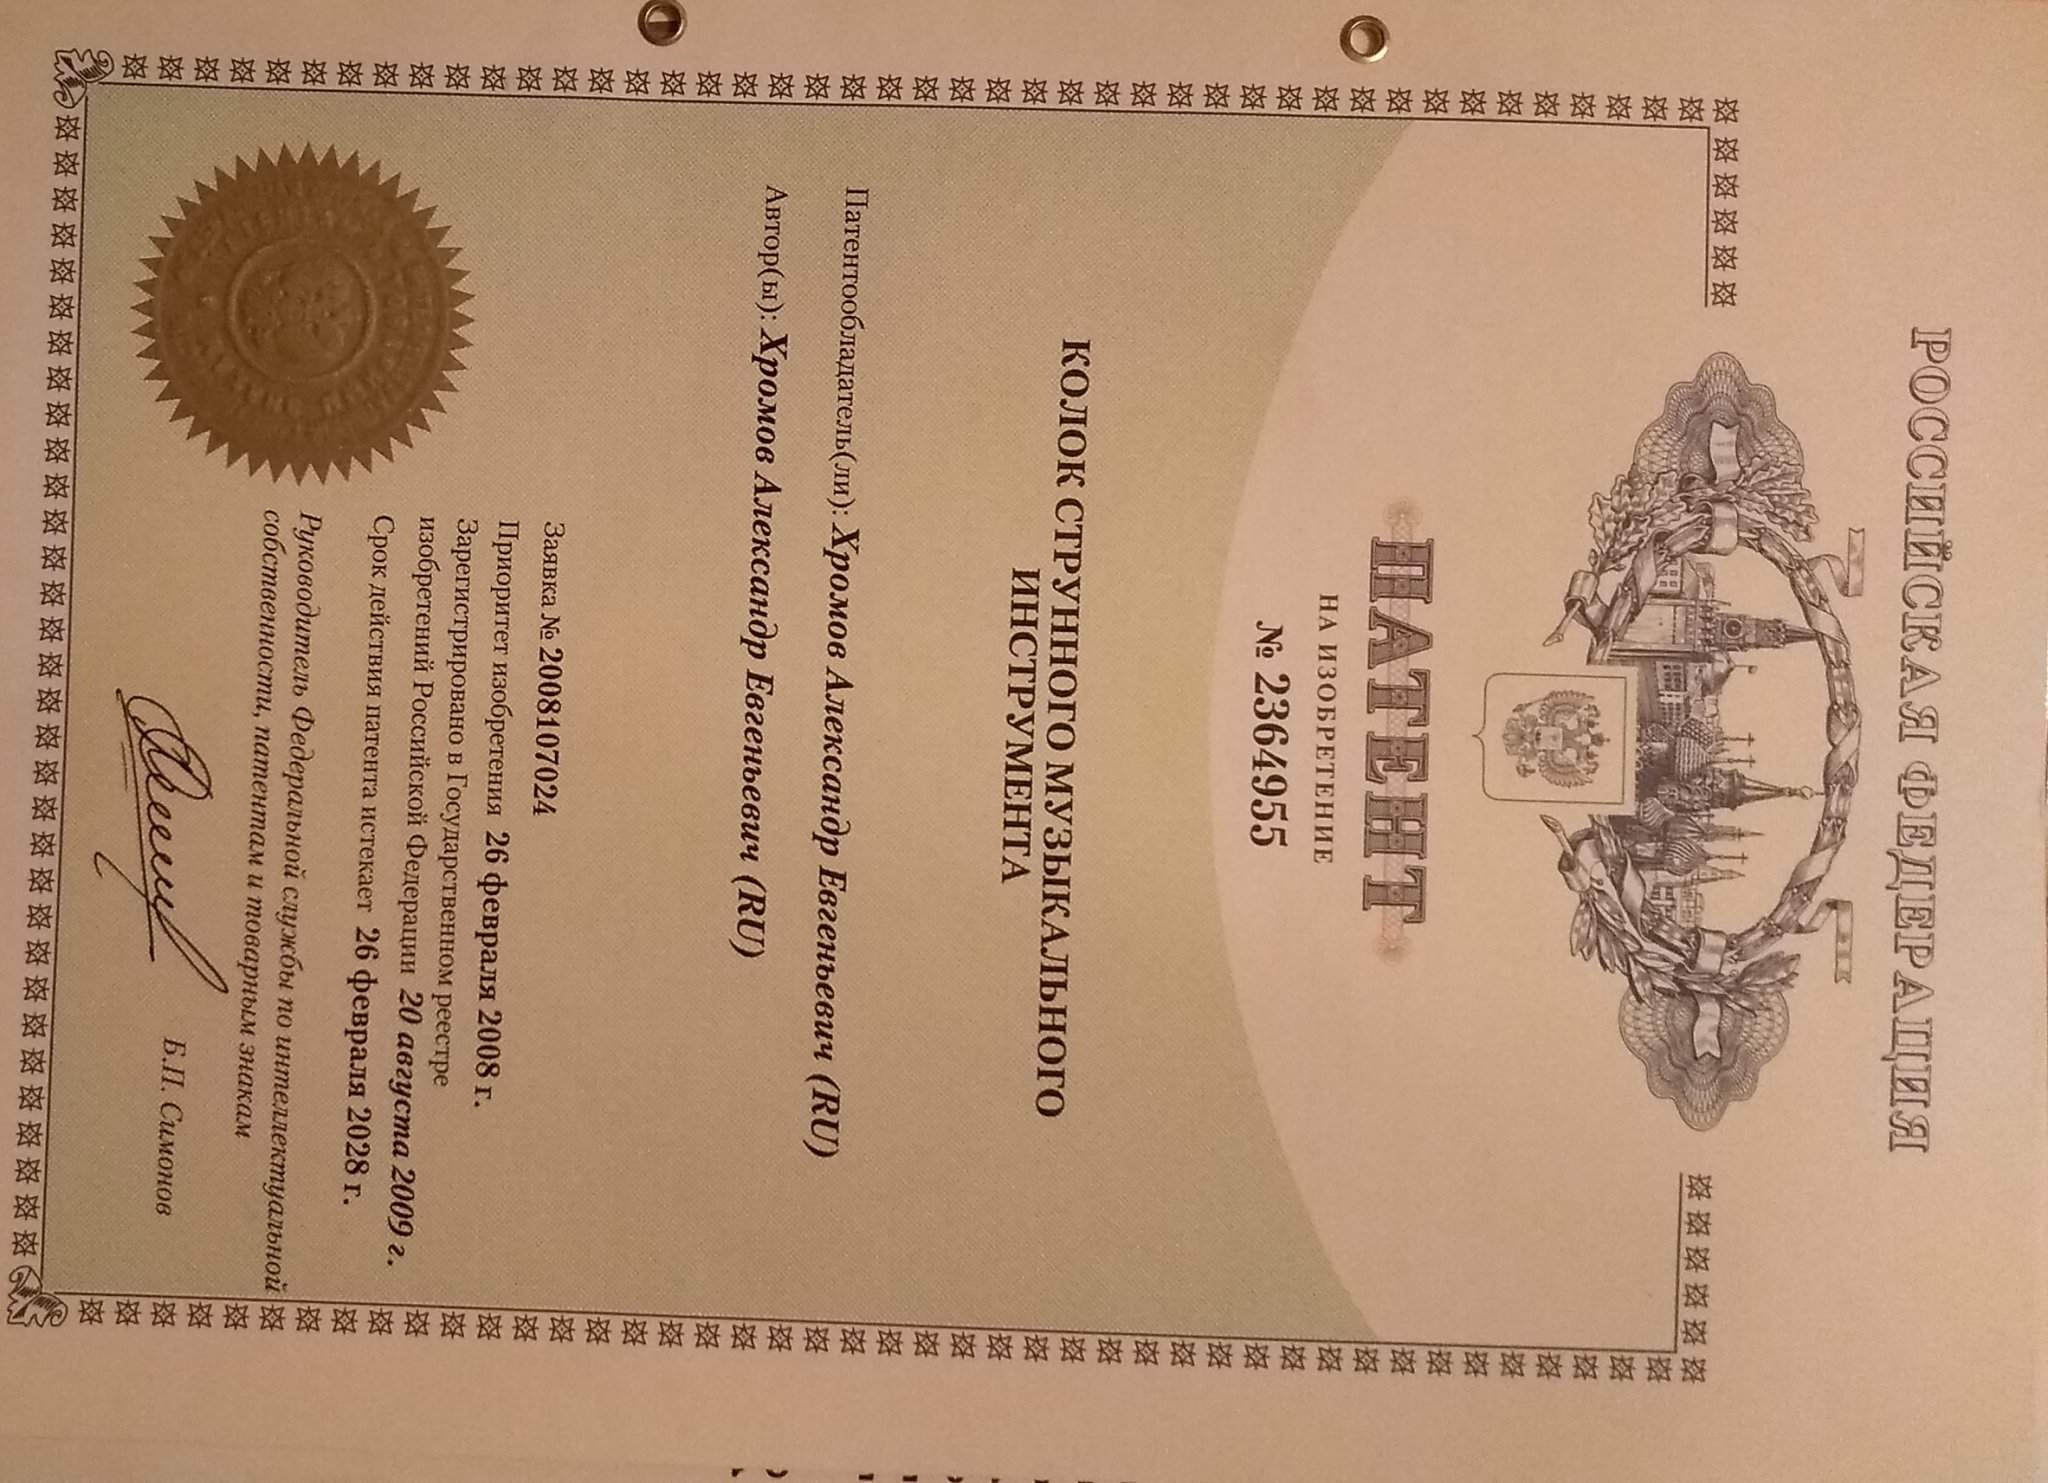 РОССИЙСКАЯ ФЕДЕРАЦИЯ
ПАТЕНТ
НА ИЗОБРЕТЕНИЕ
№ 2364955
КОЛОК СТРУННОГО МУЗЫКАЛЬНОГО
ИНСТРУМЕНТА
Патентообладатель(ли): Хромов Александр Евгеньевич (RU)
Автор(ы): Хромов Александр Евгеньевич (RU)
Заявка № 2008107024
Приоритет изобретения 26 февраля 2008 г.
Зарегистрировано в Государственном реестре
изобретений Российской Федерации 20 августа 2009 г.
Срок действия патента истекает 26 февраля 2028 г.
Руководитель Федеральной службы по интеллектуальной
собственности, патентам и товарным знакам
Б.П. Симонов